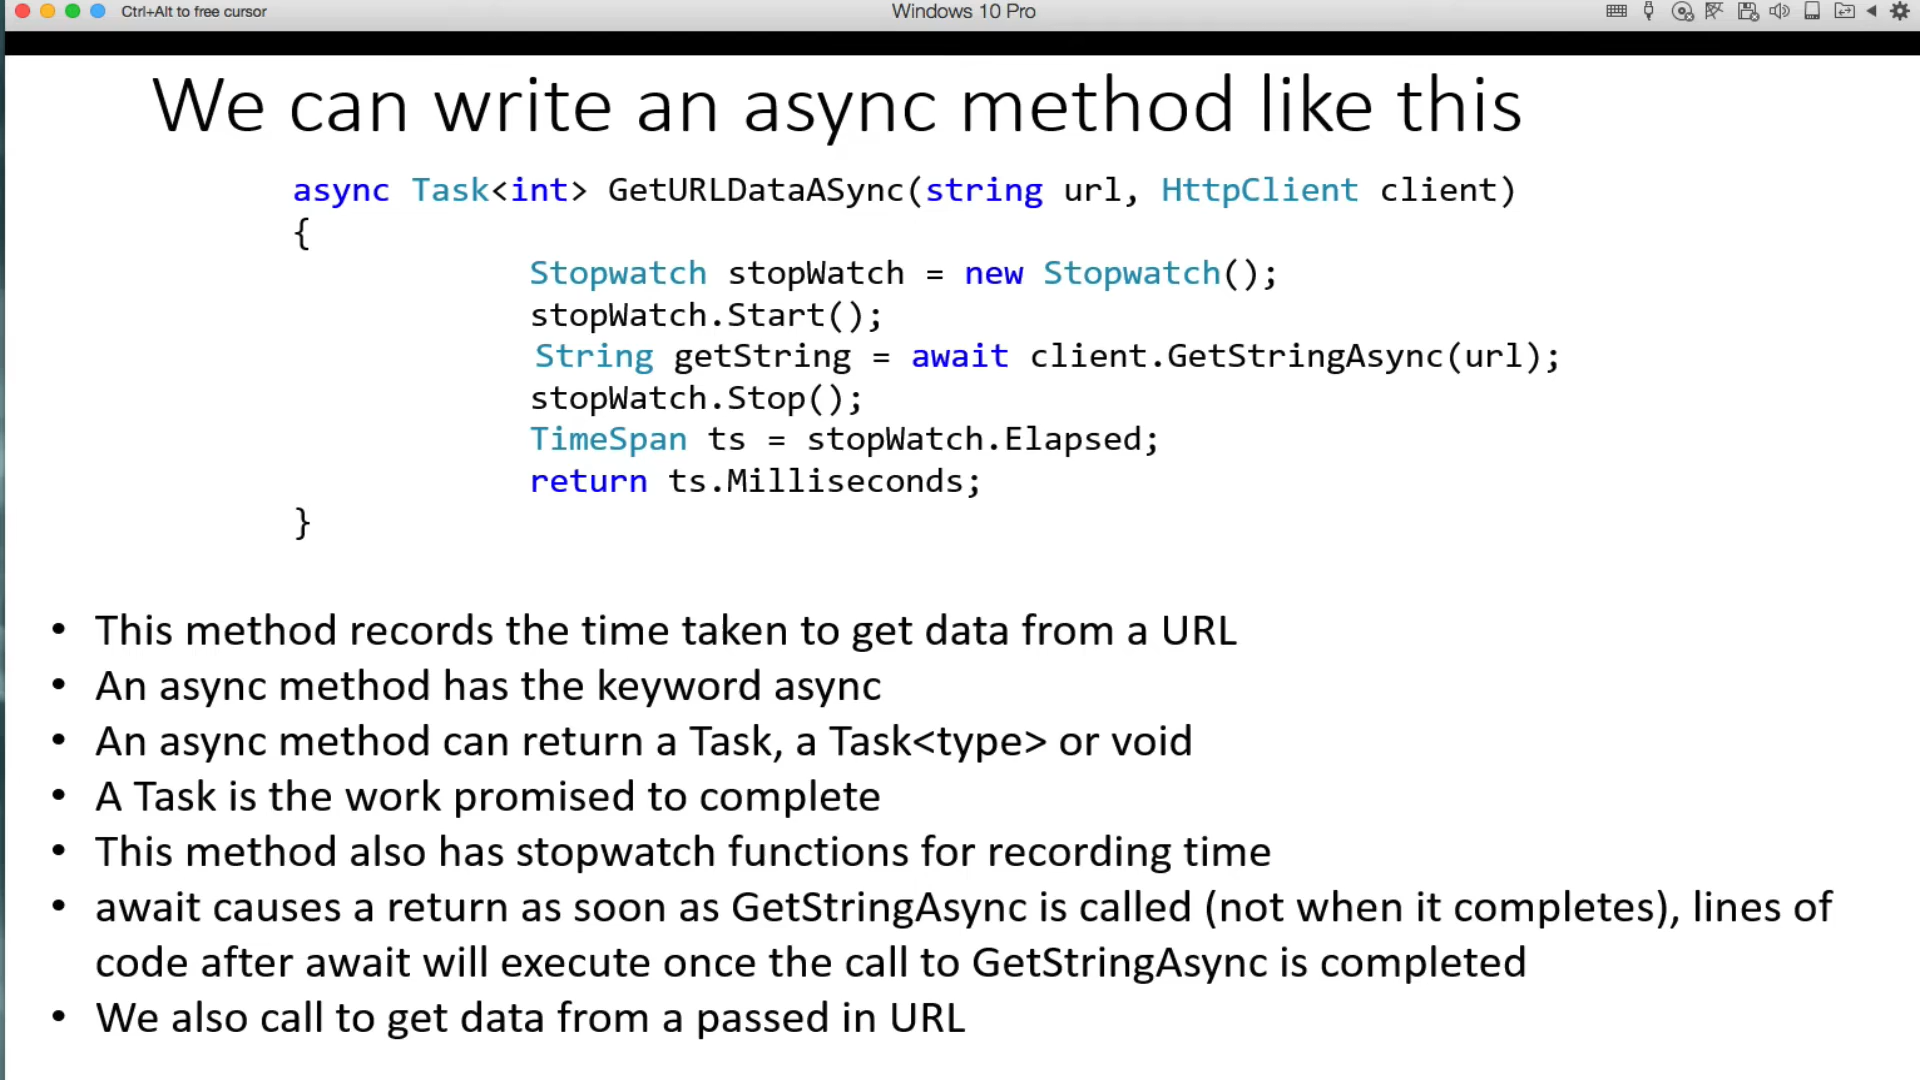 Ctrl+Alt to free cursor
Windows 10 Pro
We can write an async method like this
async Task<int> GetURLDataASync(string url, HttpClient client)
{
Stopwatch stopWatch = new Stopwatch();
stopWatch.Start();
String getString = await client.GetStringAsync(url);
stopWatch.Stop();
TimeSpan ts = stopWatch.Elapsed;
return ts.Milliseconds;
}
• This method records the time taken to get data from a URL
• An async method has the keyword async
• An async method can return a Task, a Task<type> or void
• A Task is the work promised to complete
• This method also has stopwatch functions for recording time
• await causes a return as soon as GetStringAsync is called (not when it completes), lines of
code after await will execute once the call to GetStringAsync is completed
• We also call to get data from a passed in URL